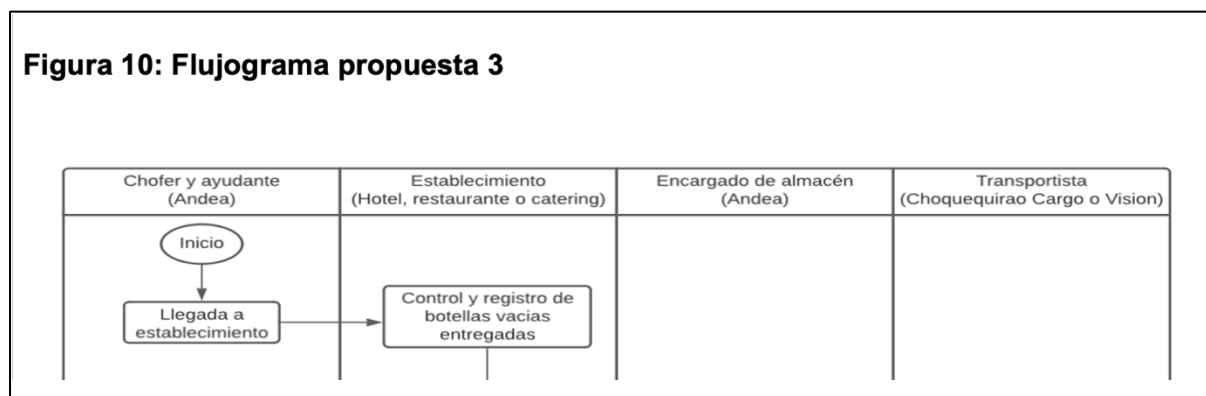 Figura 10: Flujograma propuesta 3
Chofer y ayudante
(Andea)
Establecimiento
(Hotel, restaurante o catering)
Encargado de almacén
(Andea)
Transportista
(Choquequirao Cargo o Vision)
Inicio
Llegada a
establecimiento
Control y registro de
botellas vacias
entregadas